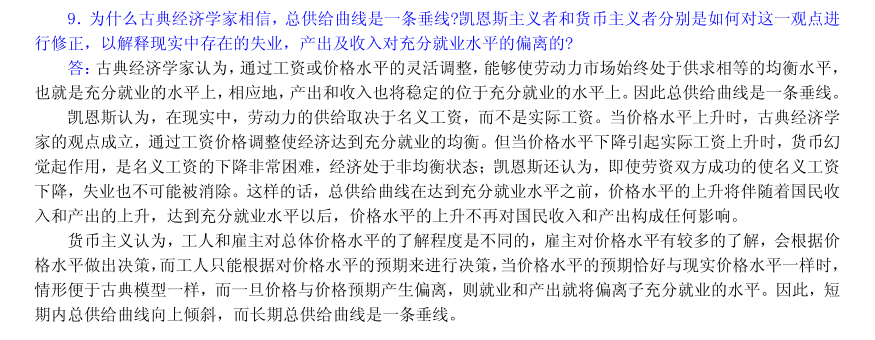 9．为什么古典经济学家相信，总供给曲线是一条垂线?凯恩斯主义者和货币主义者分别是如何对这一观点进
行修正，以解释现实中存在的失业，产出及收入对充分就业水平的偏离的?
答：古典经济学家认为，通过工资或价格水平的灵活调整，能够使劳动力市场始终处于供求相等的均衡水平，
也就是充分就业的水平上，相应地，产出和收入也将稳定的位于充分就业的水平上。因此总供给曲线是一条垂线。
凯恩斯认为，在现实中，劳动力的供给取决于名义工资，而不是实际工资。当价格水平上升时，古典经济学
家的观点成立，通过工资价格调整使经济达到充分就业的均衡。但当价格水平下降引起实际工资上升时，货币幻
觉起作用，是名义工资的下降非常困难，经济处于非均衡状态；凯恩斯还认为，即使劳资双方成功的使名义工资
下降，失业也不可能被消除。这样的话，总供给曲线在达到充分就业水平之前，价格水平的上升将伴随着国民收
入和产出的上升，达到充分就业水平以后，价格水平的上升不再对国民收入和产出构成任何影响。
货币主义认为，工人和雇主对总体价格水平的了解程度是不同的，雇主对价格水平有较多的了解，会根据价
格水平做出决策，而工人只能根据对价格水平的预期来进行决策，当价格水平的预期恰好与现实价格水平一样时，
情形便于古典模型一样，而一旦价格与价格预期产生偏离，则就业和产出就将偏离子充分就业的水平。因此，短
期内总供给曲线向上倾斜，而长期总供给曲线是一条垂线。